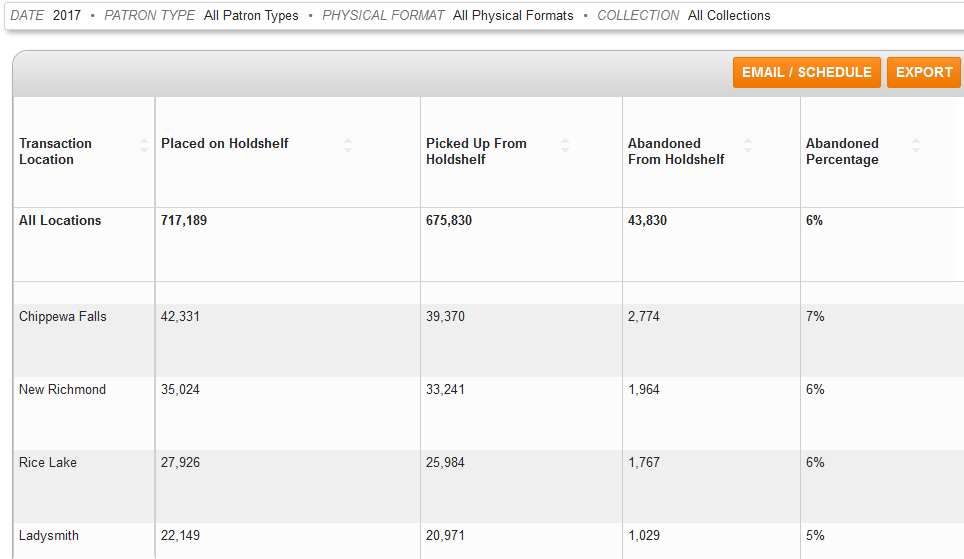 DATE 2017 • PATRON TYPE All Patron Types • PHYSICAL FORMAT All Physical Formats • COLLECTION All Collections
EMAIL / SCHEDULE EXPORT
Transaction Location Placed on Holdshelf Picked Up From Holdshelf Abandoned From Holdshelf Abandoned Percentage
All Locations 717,189 675,830 43,830 6%
Chippewa Falls 42,331 39,370 2,774 7%
New Richmond 35,024 33,241 1,964 6%
Rice Lake 27,926 25,984 1,767 6%
Ladysmith 22,149 20,971 1,029 5%